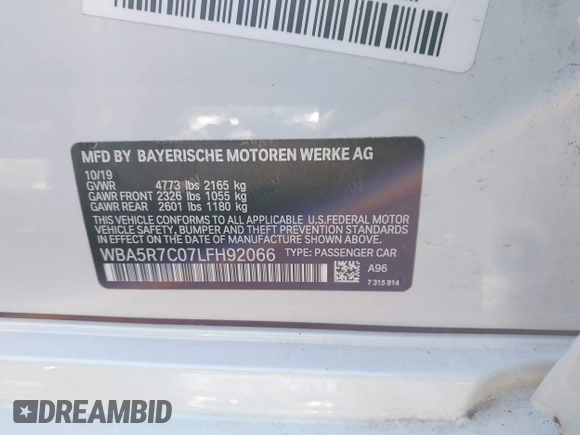 MFD BY BAYERISCHE MOTOREN WERKE AG
10/19
GVWR 4773 lbs 2165 kg
GAWR FRONT 2326 lbs 1055 kg
GAWR REAR 2601 lbs 1180 kg
THIS VEHICLE CONFORMS TO ALL APPLICABLE U.S.FEDERAL MOTOR
VEHICLE SAFETY, BUMPER AND THEFT PREVENTION STANDARDS
IN EFFECT ON THE DATE OF MANUFACTURE SHOWN ABOVE.
WBA5R7C07LFH92066 TYPE: PASSENGER CAR
A96
7 315 814
DREAMBID